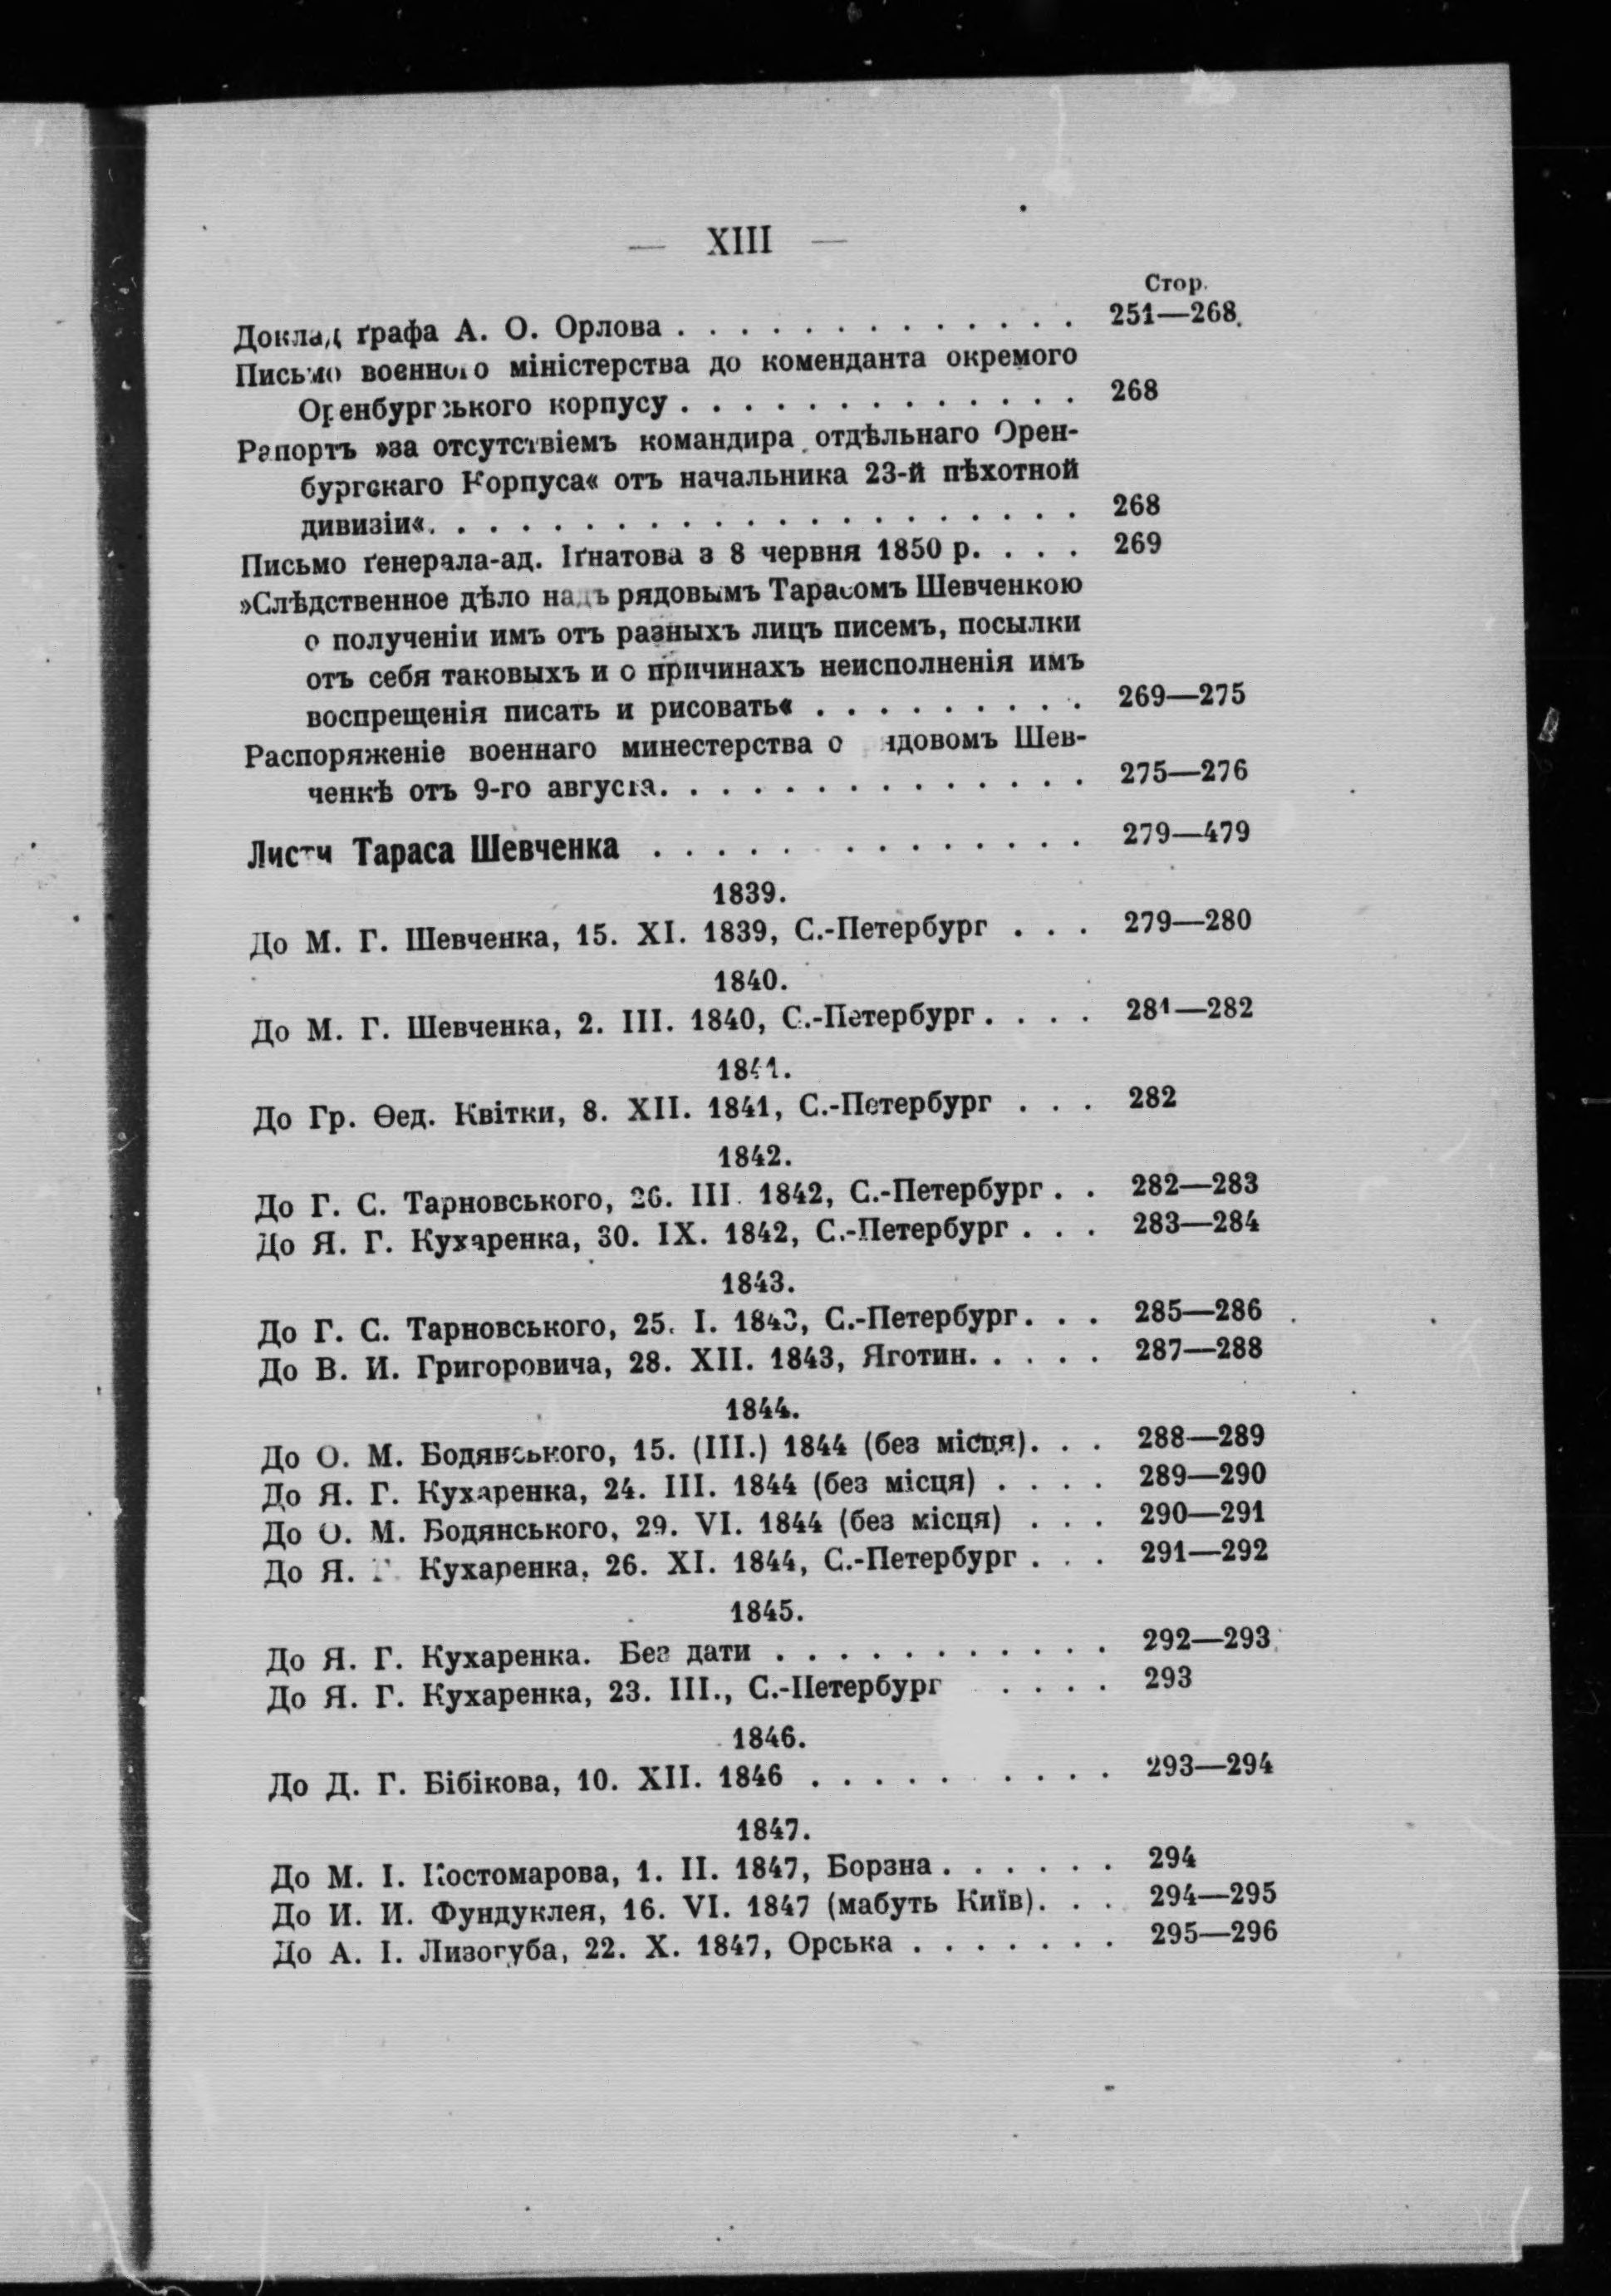 — XIII —
Стор.
Доклад ґрафа А. О. Орлова . . . . . . . . . . . . . 251—268.
Письмо военного міністерства до коменданта окремого
Оренбургського корпусу . . . . . . . . . . . . . 268
Рапортъ »за отсутствіемъ командира отдѣльнаго Орен-
бургскаго Корпуса« отъ начальника 23-й пѣхотной
дивизіи«. . . . . . . . . . . . . . . . . . . . . 268
Письмо ґенерала-ад. Іґнатова з 8 червня 1850 р. . . . 269
»Слѣдственное дѣло надъ рядовымъ Тарасомъ Шевченкою
о полученіи имъ отъ разныхъ лицъ писемъ, посылки
отъ себя таковыхъ и о причинахъ неисполненія имъ
воспрещенія писать и рисовать« . . . . . . . . . 269—275
Распоряженіе военнаго минестерства о рядовомъ Шев-
ченкѣ отъ 9-го августа. . . . . . . . . . . . . . 275—276
Листи Тараса Шевченка . . . . . . . . . . . . . 279—479
1839.
До М. Г. Шевченка, 15. XI. 1839, С.-Петербург . . . 279—280
1840.
До М. Г. Шевченка, 2. III. 1840, С.-Петербург . . . . 281—282
1841.
До Гр. Ѳед. Квітки, 8. XII. 1841, С.-Петербург . . . 282
1842.
До Г. С. Тарновського, 26. III. 1842, С.-Петербург . . 282—283
До Я. Г. Кухаренка, 30. IX. 1842, С.-Петербург . . . 283—284
1843.
До Г. С. Тарновського, 25. I. 1843, С.-Петербург. . . 285—286
До В. И. Григоровича, 28. XII. 1843, Яготин. . . . . 287—288
1844.
До О. М. Бодянського, 15. (III.) 1844 (без місця). . . 288—289
До Я. Г. Кухаренка, 24. III. 1844 (без місця) . . . . 289—290
До О. М. Бодянського, 29. VI. 1844 (без місця) . . . 290—291
До Я. Г. Кухаренка, 26. XI. 1844, С.-Петербург . . . 291—292
1845.
До Я. Г. Кухаренка. Без дати . . . . . . . . . . . 292—293
До Я. Г. Кухаренка, 23. III., С.-Петербург . . . . 293
1846.
До Д. Г. Бібікова, 10. XII. 1846 . . . . . . . . . . 293—294
1847.
До М. І. Костомарова, 1. II. 1847, Борзна . . . . . . 294
До И. И. Фундуклея, 16. VI. 1847 (мабуть Київ). . . 294—295
До А. І. Лизогуба, 22. X. 1847, Орська . . . . . . . 295—296